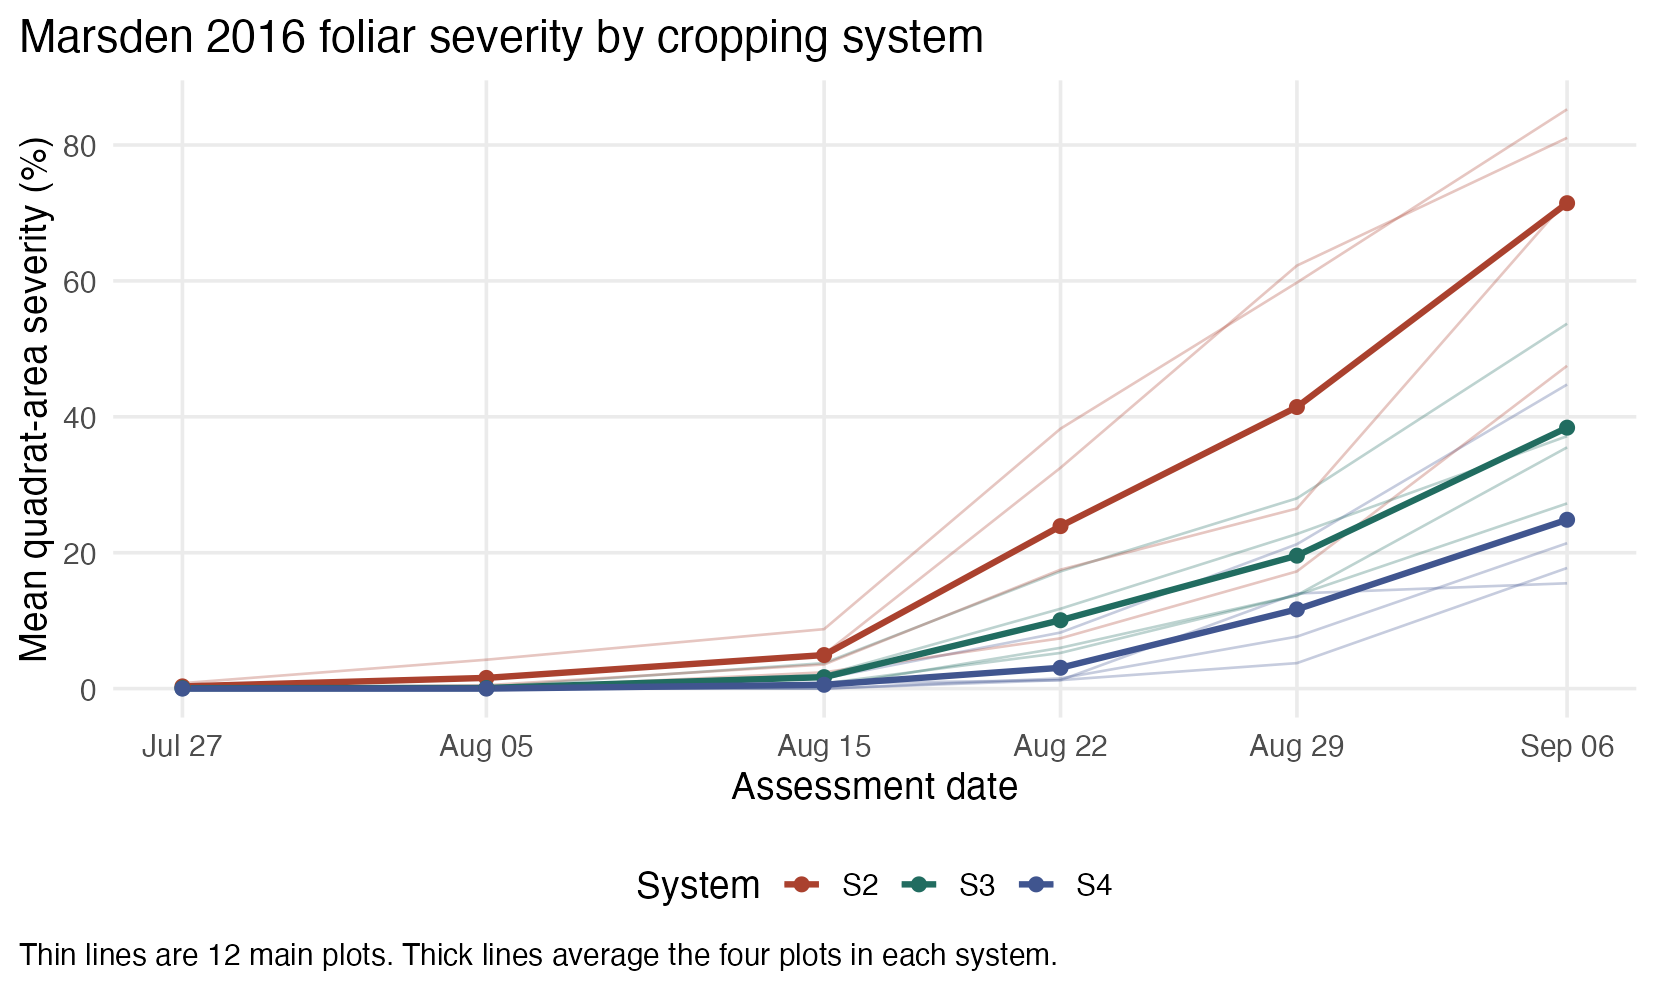 Marsden 2016 foliar severity by cropping system
Mean quadrat-area severity (%)
80
60
40
20
0
Jul 27 Aug 05 Aug 15 Aug 22 Aug 29 Sep 06
Assessment date
System S2 S3 S4
Thin lines are 12 main plots. Thick lines average the four plots in each system.